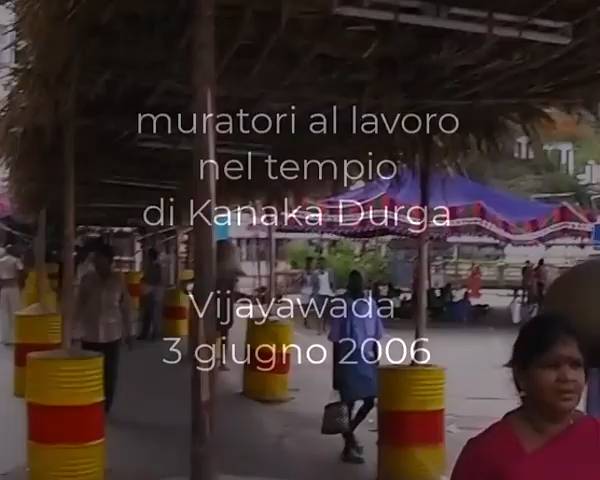 muratori al lavoro
nel tempio
di Kanaka Durga
Vijayawada
3 giugno 2006